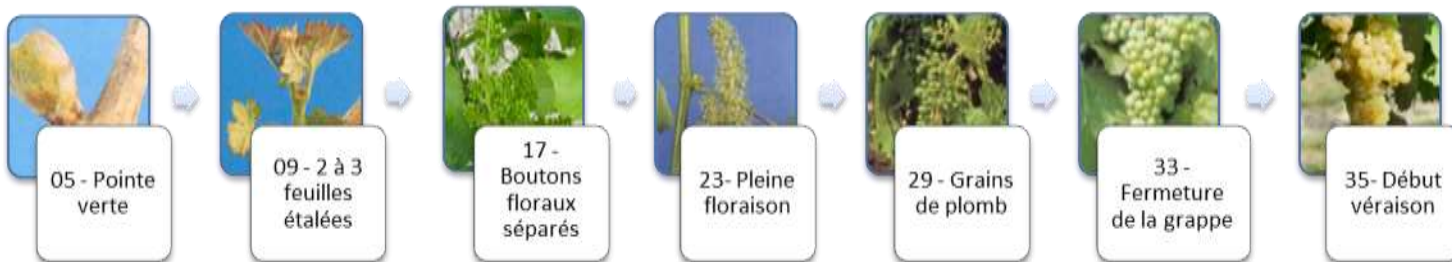 05 - Pointe
verte
09 - 2 à 3
feuilles
étalées
17 -
Boutons
floraux
séparés
23- Pleine
floraison
29 - Grains
de plomb
33 -
Fermeture
de la grappe
35- Début
véraison